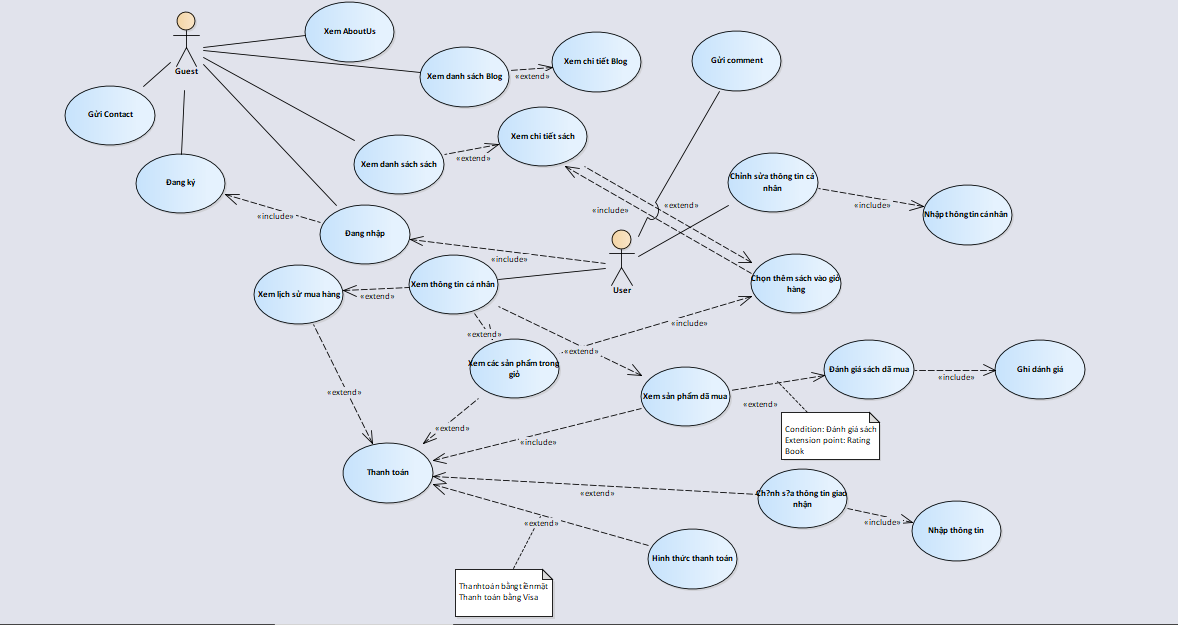 Xem AboutUs
Guest
Xem danh sách Blog
«extend»
Xem chi tiết Blog
Gửi comment
Gửi Contact
Xem chi tiết sách
Xem danh sách sách
«extend»
Đang ký
Chỉnh sửa thông tin cá
nhân
«include»
Nhập thông tin cá nhân
«include»
«include»
«extend»
Đang nhập
«include»
User
Xem lịch sử mua hàng
«extend»
Xem thông tin cá nhân
Chọn thêm sách vào giỏ
hàng
«extend»
«include»
«extend»
Xem các sản phẩm trong
giỏ
Xem sản phẩm dã mua
Đánh giá sách dã mua
«include»
Ghi dánh giá
«extend»
«extend»
Condition: Đánh giá sách
Extension point: Rating
Book
«extend»
«include»
Thanh toán
«extend»
Ch?nh s?a thông tin giao
nhận
«include»
Nhập thông tin
«extend»
Hình thức thanh toán
Thanh toán bằng tiền mặt
Thanh toán bằng Visa